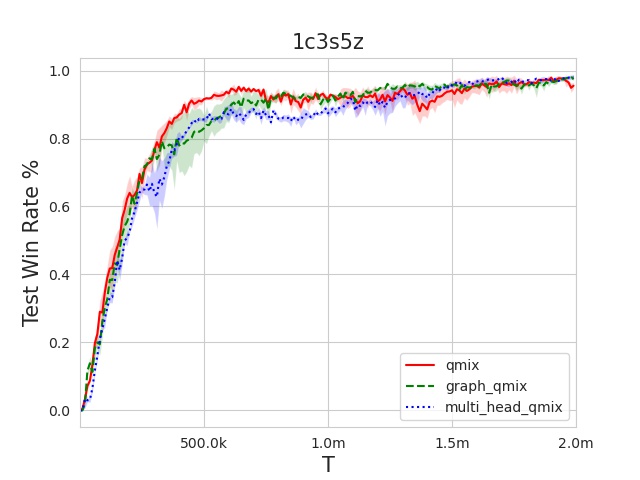 1c3s5z
Test Win Rate %
1.0
0.8
0.6
0.4
0.2
0.0
qmix
graph_qmix
multi_head_qmix
500.0k 1.0m 1.5m 2.0m
T